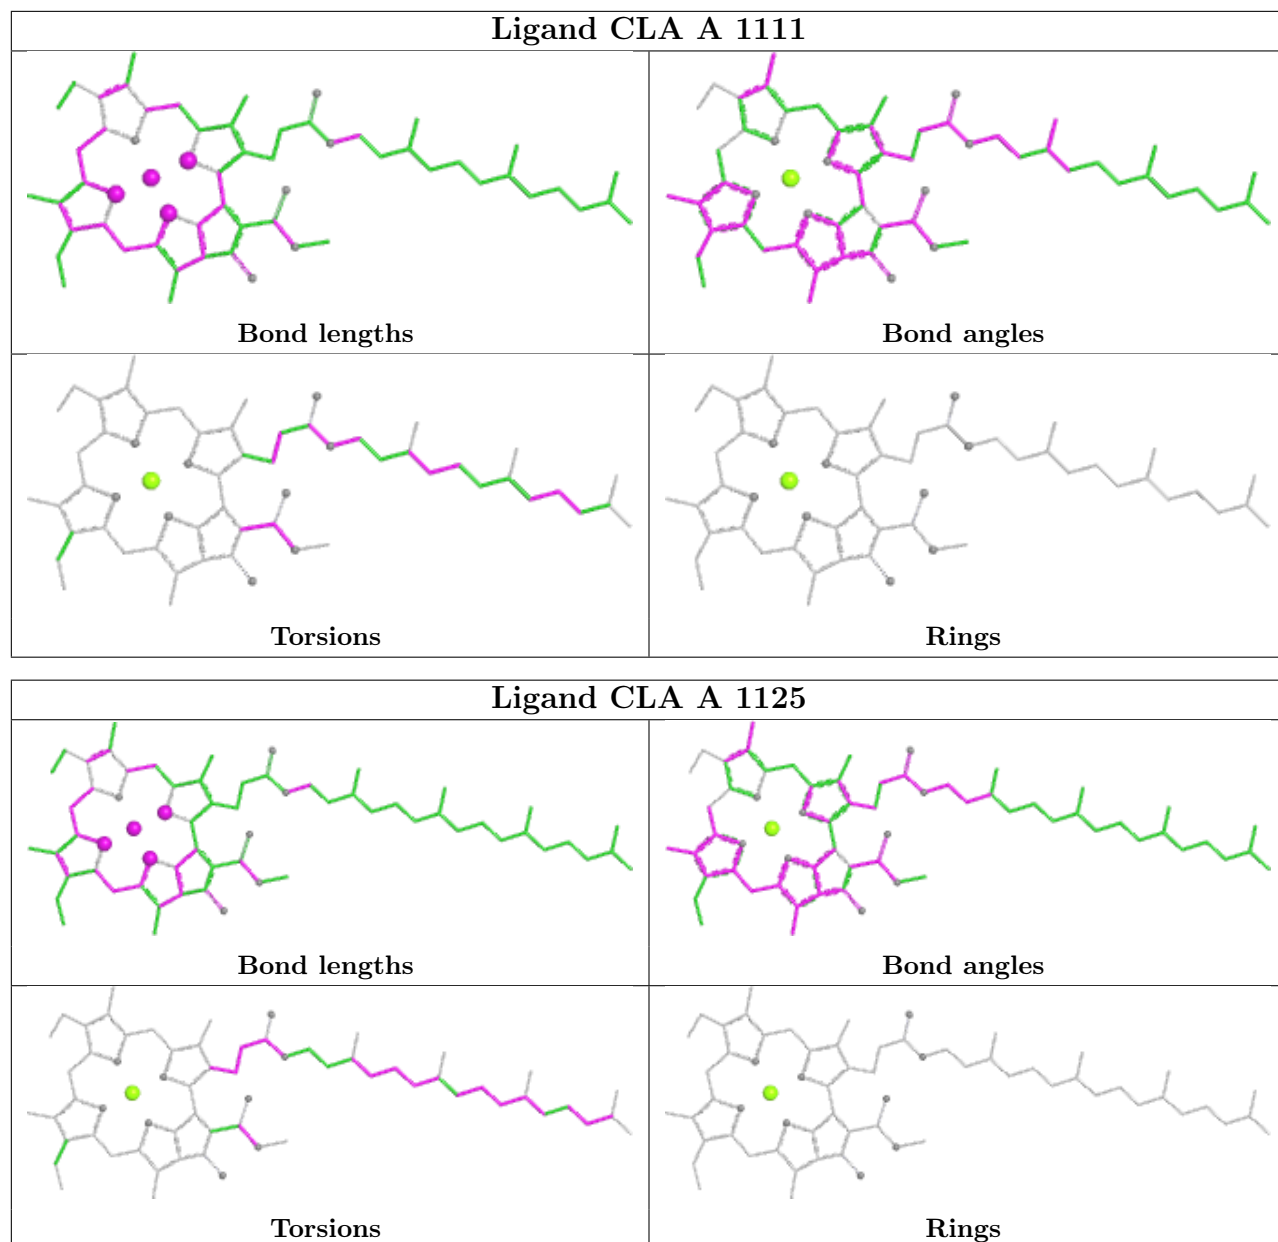 Ligand CLA A 1111
Bond lengths
Bond angles
Torsions
Rings
Ligand CLA A 1125
Bond lengths
Bond angles
Torsions
Rings